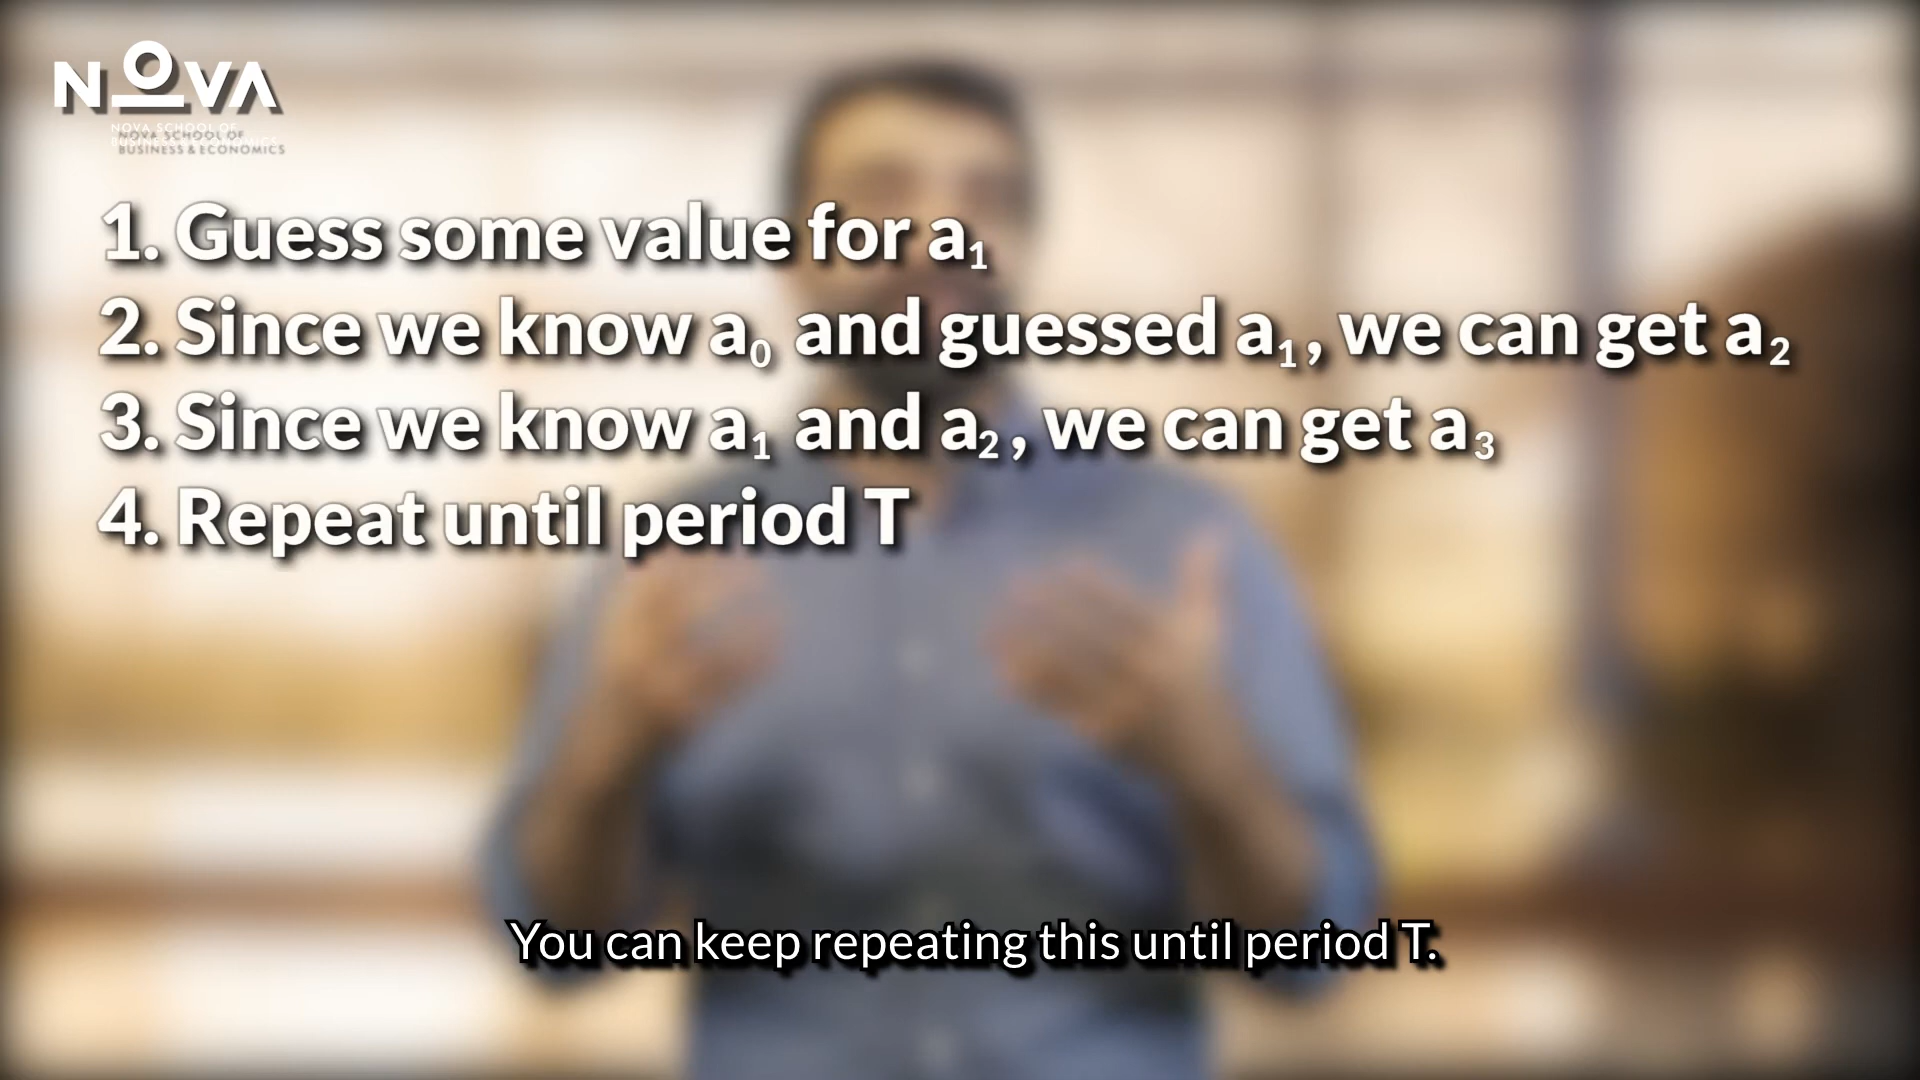 NOVA
NOVA SCHOOL OF
BUSINESS & ECONOMICS
1. Guess some value for a₁
2. Since we know a₀ and guessed a₁, we can get a₂
3. Since we know a₁ and a₂, we can get a₃
4. Repeat until period T
You can keep repeating this until period T.